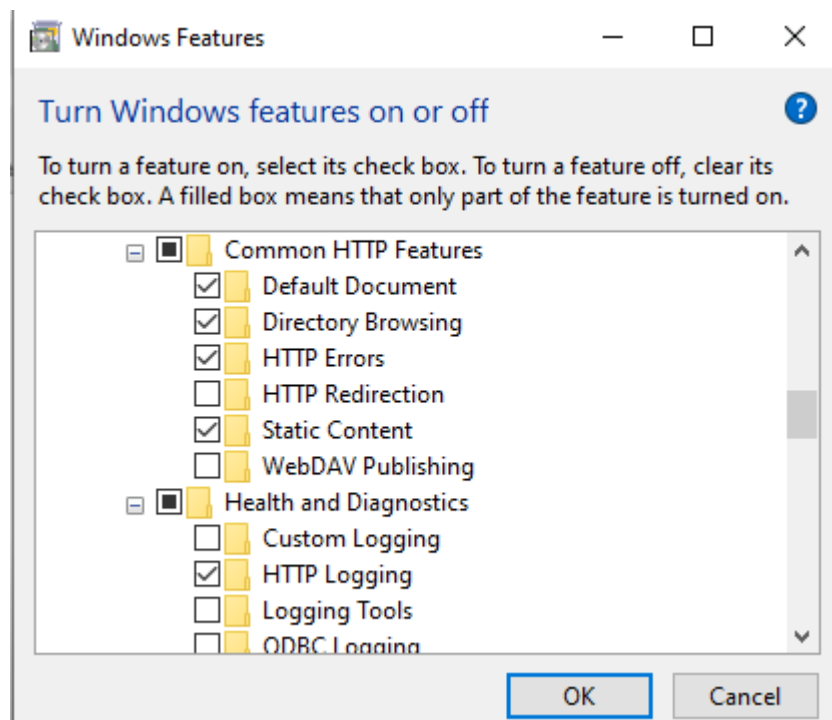 Windows Features
Turn Windows features on or off
?
To turn a feature on, select its check box. To turn a feature off, clear its
check box. A filled box means that only part of the feature is turned on.
Common HTTP Features
Default Document
Directory Browsing
HTTP Errors
HTTP Redirection
Static Content
WebDAV Publishing
Health and Diagnostics
Custom Logging
HTTP Logging
Logging Tools
ODBC Logging
OK
Cancel